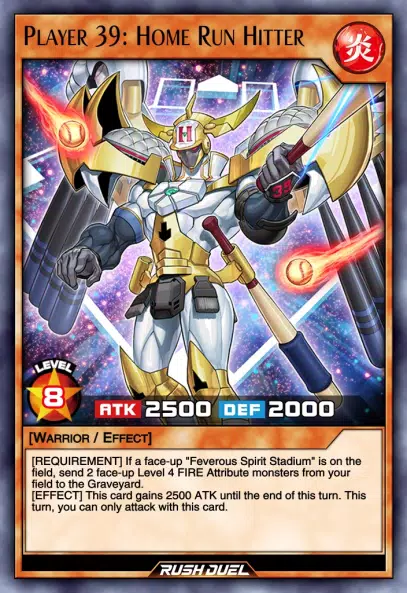 PLAYER 39: HOME RUN HITTER
炎
H
39
LEVEL
8
ATK 2500 DEF 2000
[WARRIOR / EFFECT]
[REQUIREMENT] If a face-up "Feverous Spirit Stadium" is on the
field, send 2 face-up Level 4 FIRE Attribute monsters from your
field to the Graveyard.
[EFFECT] This card gains 2500 ATK until the end of this turn. This
turn, you can only attack with this card.
RUSH DUEL